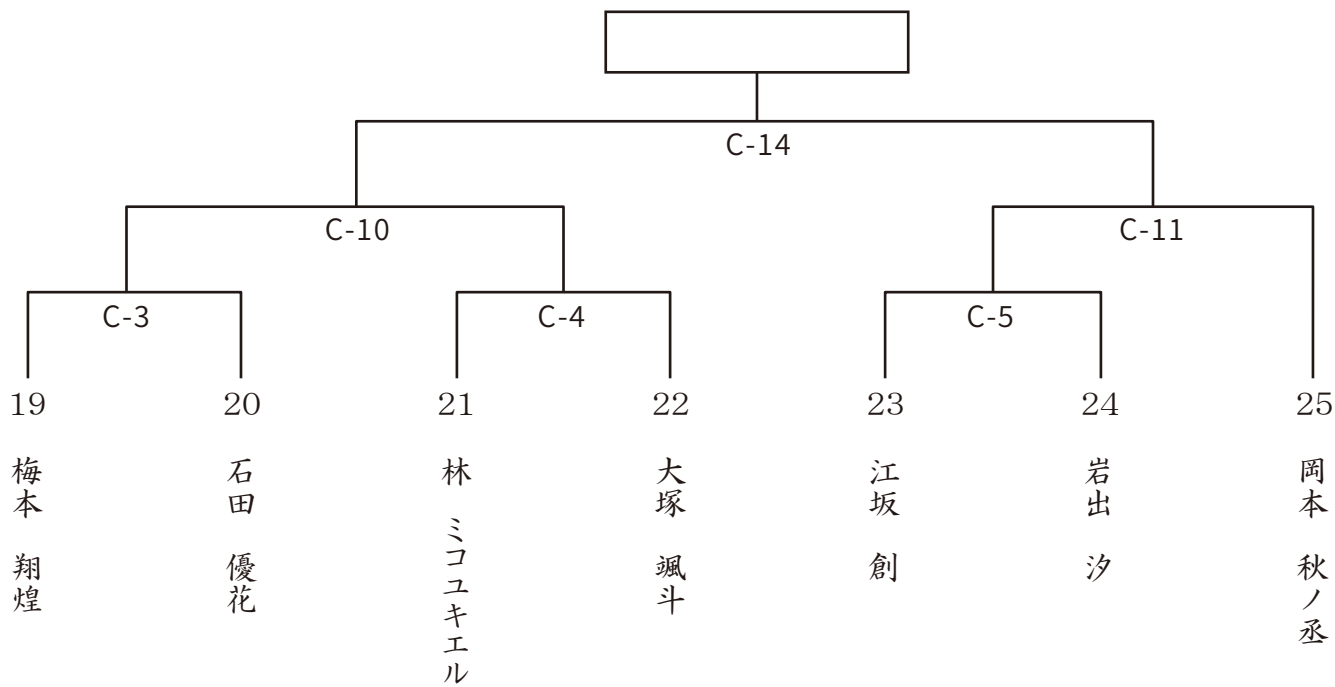 C-14
C-10
C-11
C-3
C-4
C-5
19
20
21
22
23
24
25
梅本 翔煌
石田 優花
林 ミコユキエル
大塚 颯斗
江坂 創
岩出 汐
岡本 秋ノ丞